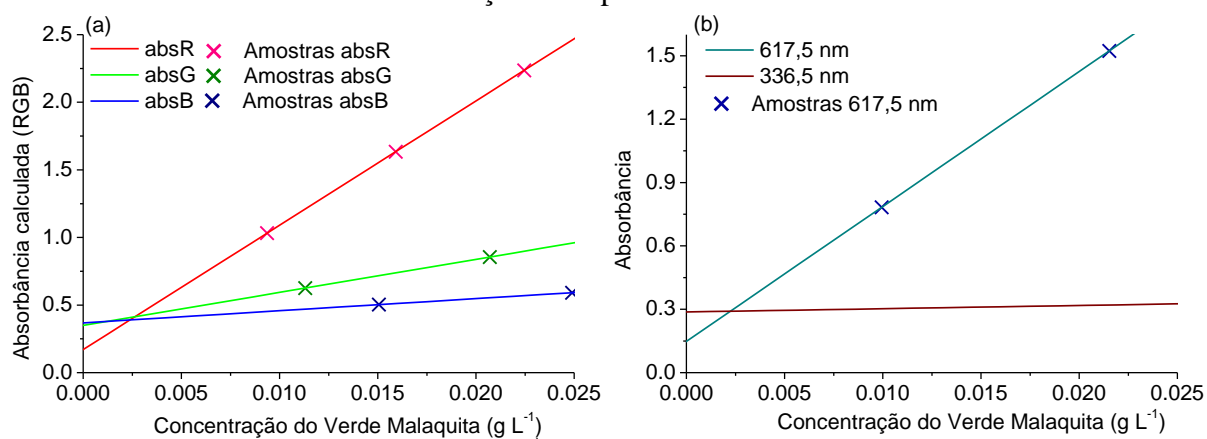 (a)
absR
absG
absB
Amostras absR
Amostras absG
Amostras absB
Absorbância calculada (RGB)
2.5
2.0
1.5
1.0
0.5
0.0
0.000
0.005
0.010
0.015
0.020
0.025
Concentração do Verde Malaquita (g L⁻¹)
(b)
617,5 nm
336,5 nm
Amostras 617,5 nm
Absorbância
1.5
1.2
0.9
0.6
0.3
0.0
0.000
0.005
0.010
0.015
0.020
0.025
Concentração do Verde Malaquita (g L⁻¹)